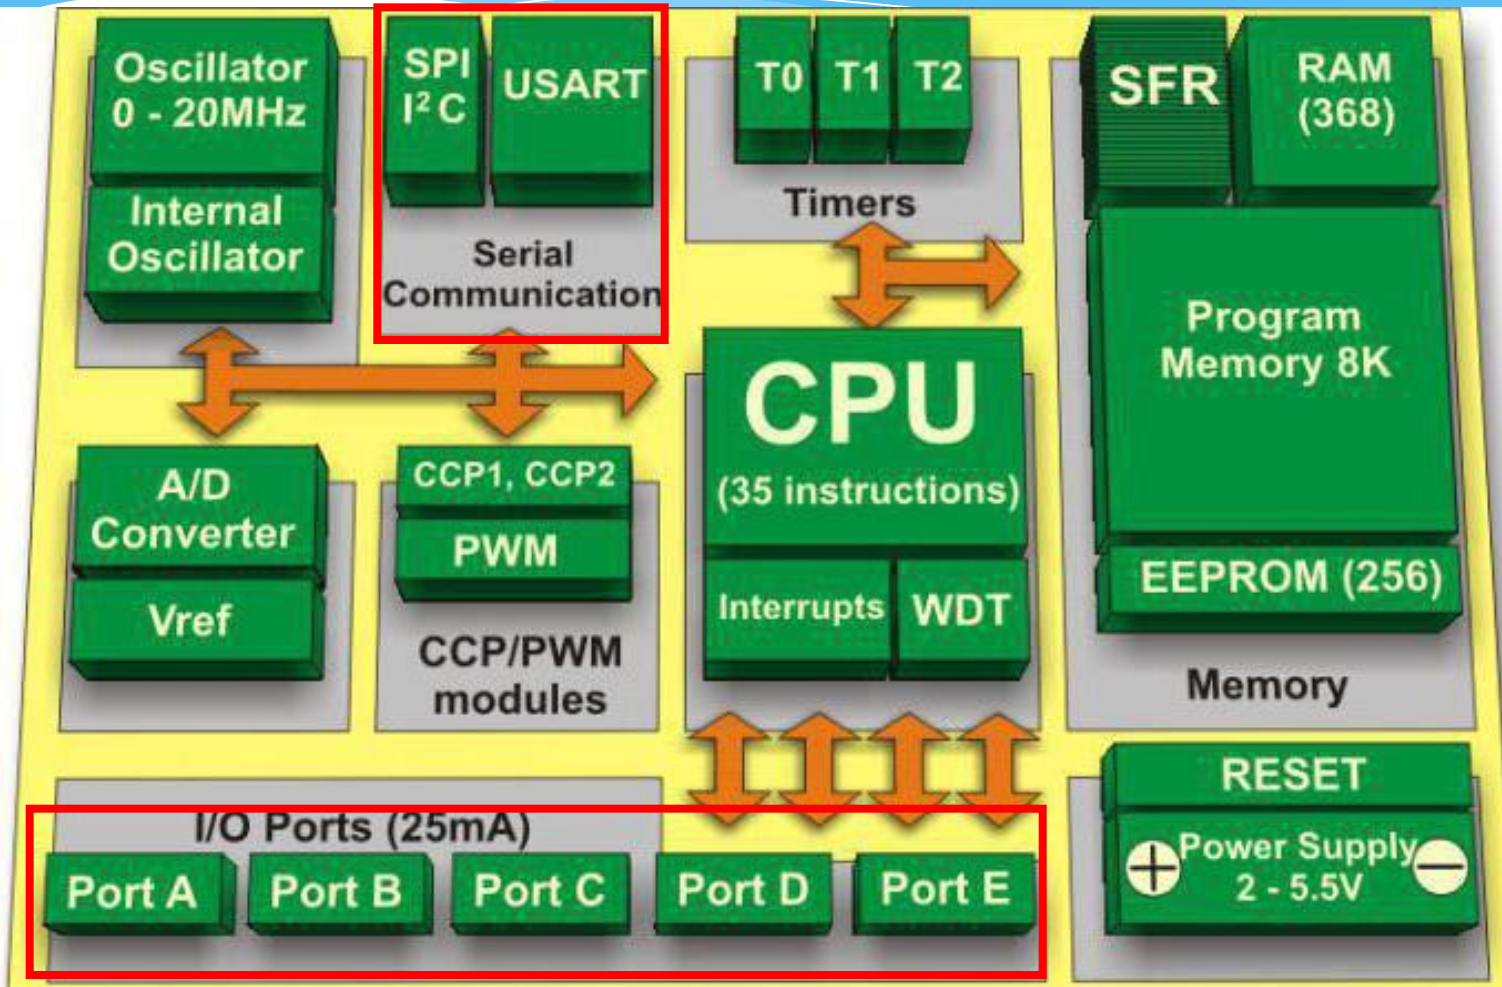 Oscillator
0 - 20MHz
Internal
Oscillator
SPI
I² C
USART
Serial
Communication
T0
T1
T2
Timers
SFR
RAM
(368)
Program
Memory 8K
EEPROM (256)
Memory
A/D
Converter
Vref
CCP1, CCP2
PWM
CCP/PWM
modules
CPU
(35 instructions)
Interrupts
WDT
I/O Ports (25mA)
Port A
Port B
Port C
Port D
Port E
RESET
+
Power Supply
−
2 - 5.5V